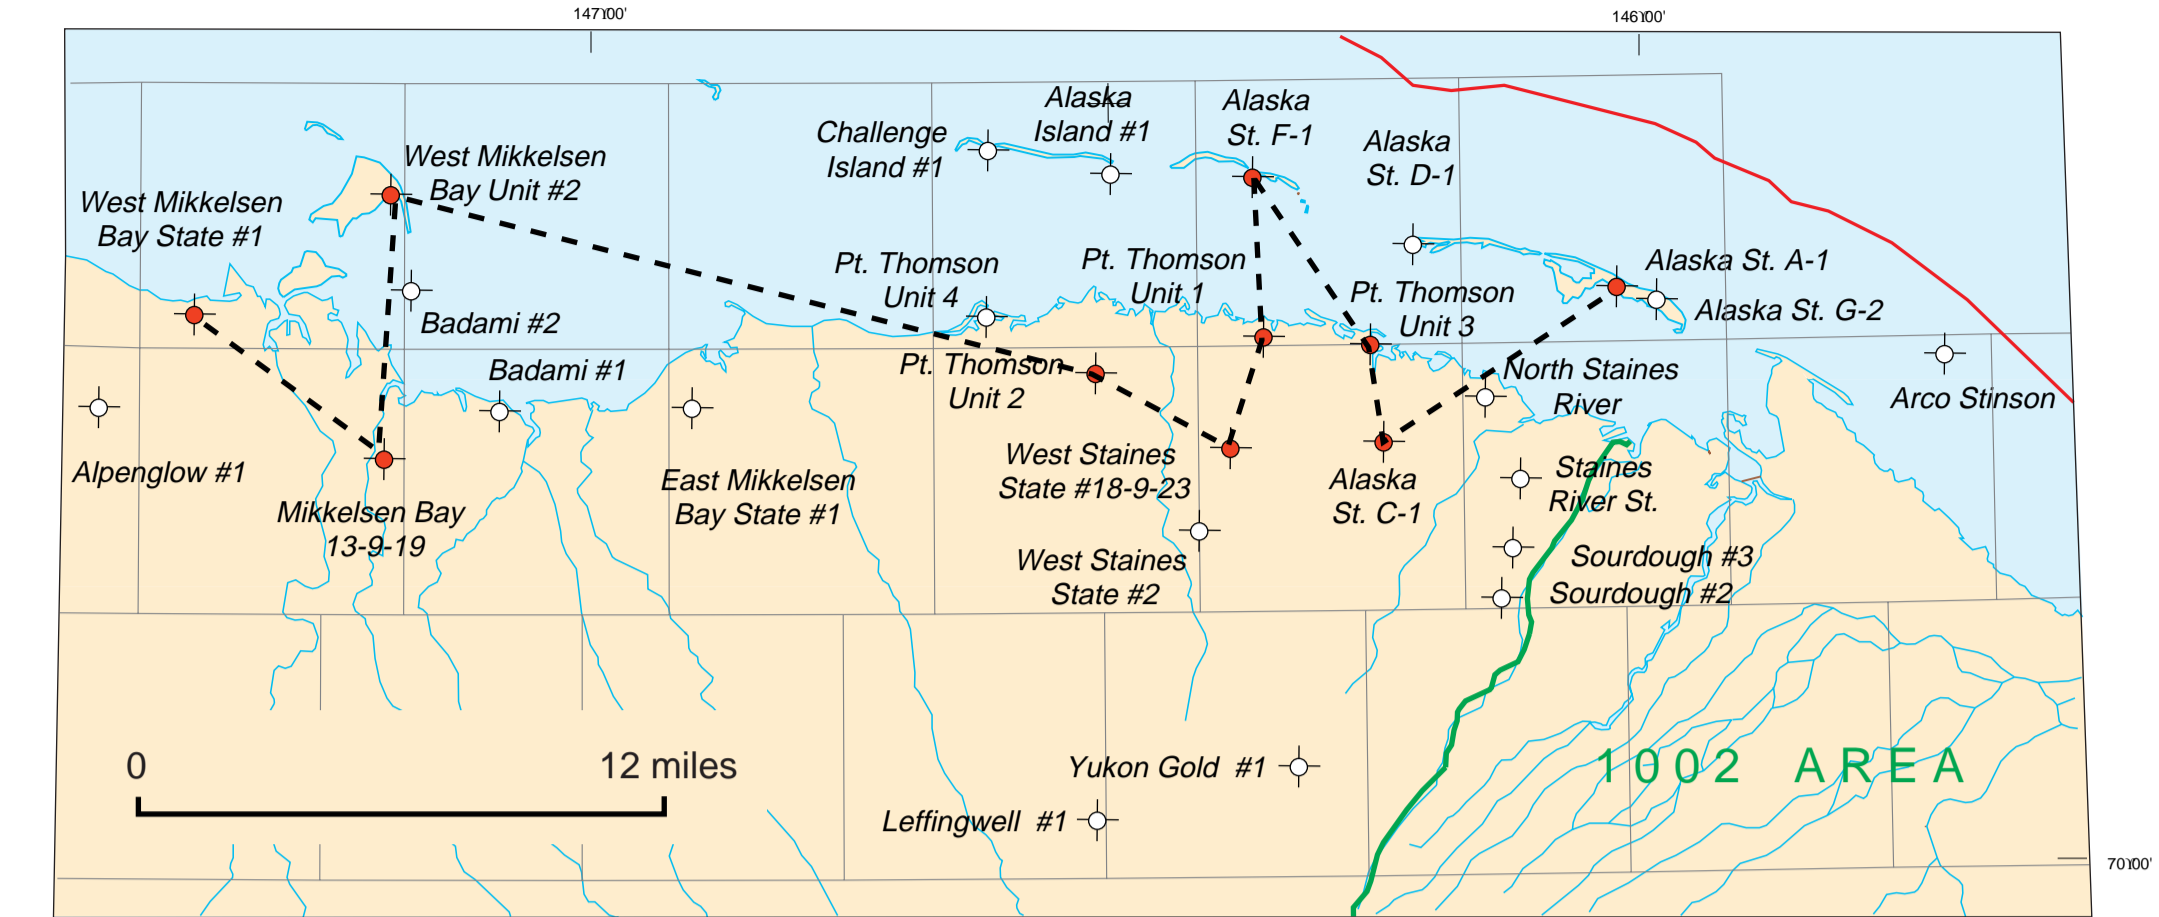 147°00'
146°00'
Alaska
Island #1
Alaska
St. F-1
Challenge
Island #1
Alaska
St. D-1
West Mikkelsen
Bay Unit #2
West Mikkelsen
Bay State #1
Pt. Thomson
Unit 4
Pt. Thomson
Unit 1
Alaska St. A-1
Pt. Thomson
Unit 3
Alaska St. G-2
Badami #2
Badami #1
Pt. Thomson
Unit 2
North Staines
River
Arco Stinson
Alpenglow #1
East Mikkelsen
Bay State #1
West Staines
State #18-9-23
Alaska
St. C-1
Staines
River St.
Mikkelsen Bay
13-9-19
West Staines
State #2
Sourdough #3
Sourdough #2
0
12 miles
Yukon Gold #1
1002 AREA
Leffingwell #1
70°00'